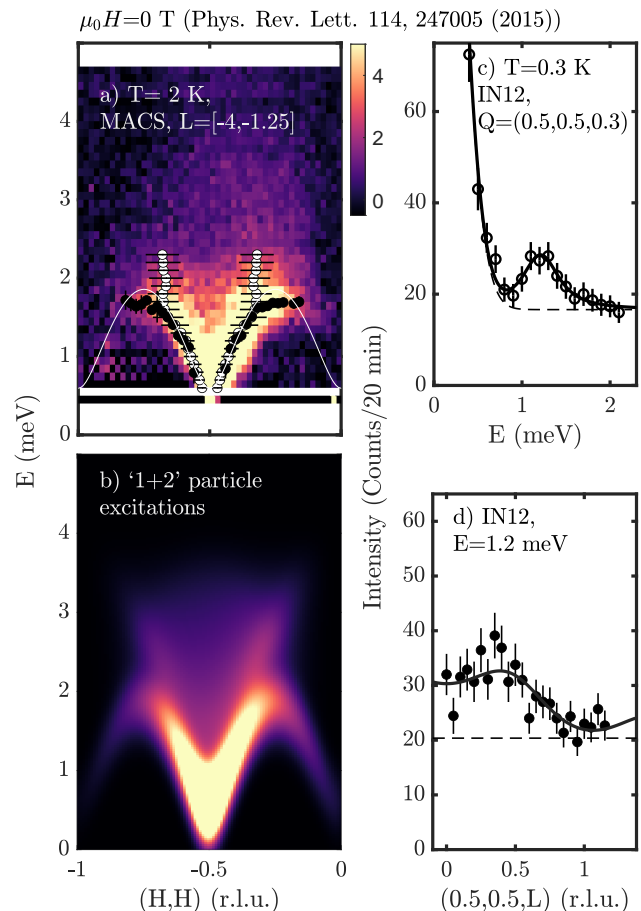 μ₀H=0 T (Phys. Rev. Lett. 114, 247005 (2015))
a) T= 2 K,
MACS, L=[-4,-1.25]
4
3
2
1
0
4
2
0
E (meV)
b) '1+2' particle
excitations
4
3
2
1
0
-1
-0.5
0
(H,H) (r.l.u.)
c) T=0.3 K
IN12,
Q=(0.5,0.5,0.3)
60
40
20
0
0
1
2
E (meV)
Intensity (Counts/20 min)
d) IN12,
E=1.2 meV
60
50
40
30
20
10
0
0
0.5
1
(0.5,0.5,L) (r.l.u.)